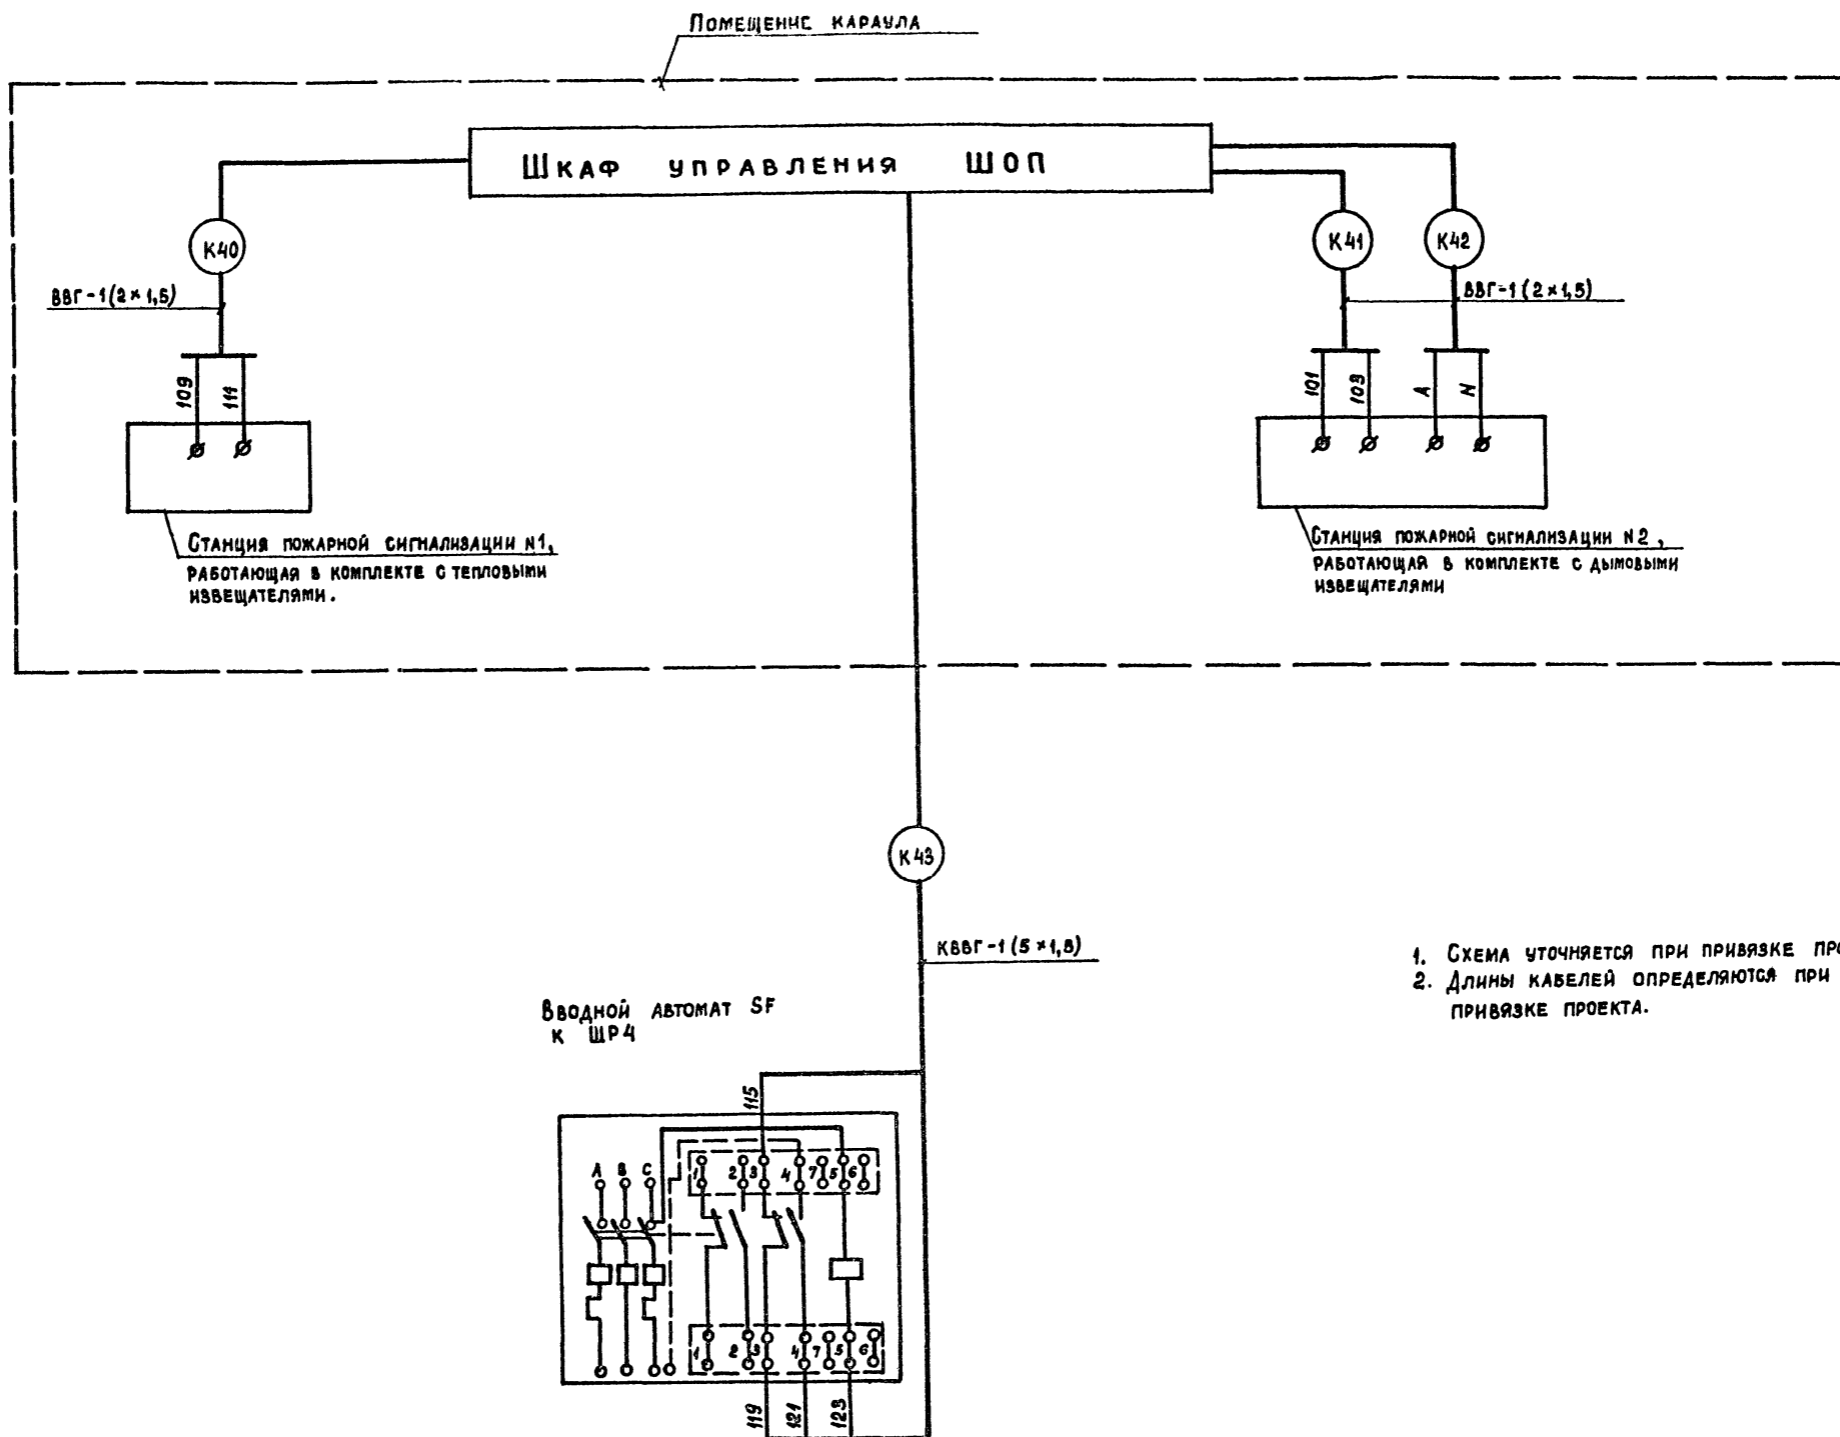 Помещение караула
Шкаф управления ШОП
К40
К41
К42
ВВГ-1(2×1,5)
ВВГ-1(2×1,5)
109
111
101
103
A
N
Станция пожарной сигнализации N1,
работающая в комплекте с тепловыми
извещателями.
Станция пожарной сигнализации N2,
работающая в комплекте с дымовыми
извещателями
К43
КВВГ-1(5×1,5)
1. Схема уточняется при привязке
2. Длины кабелей определяются при
привязке проекта.
Вводной автомат SF
к ЩР4
115
A B C
1 2 3 4 7 5 6
1 2 3 4 7 5 6
119
121
123